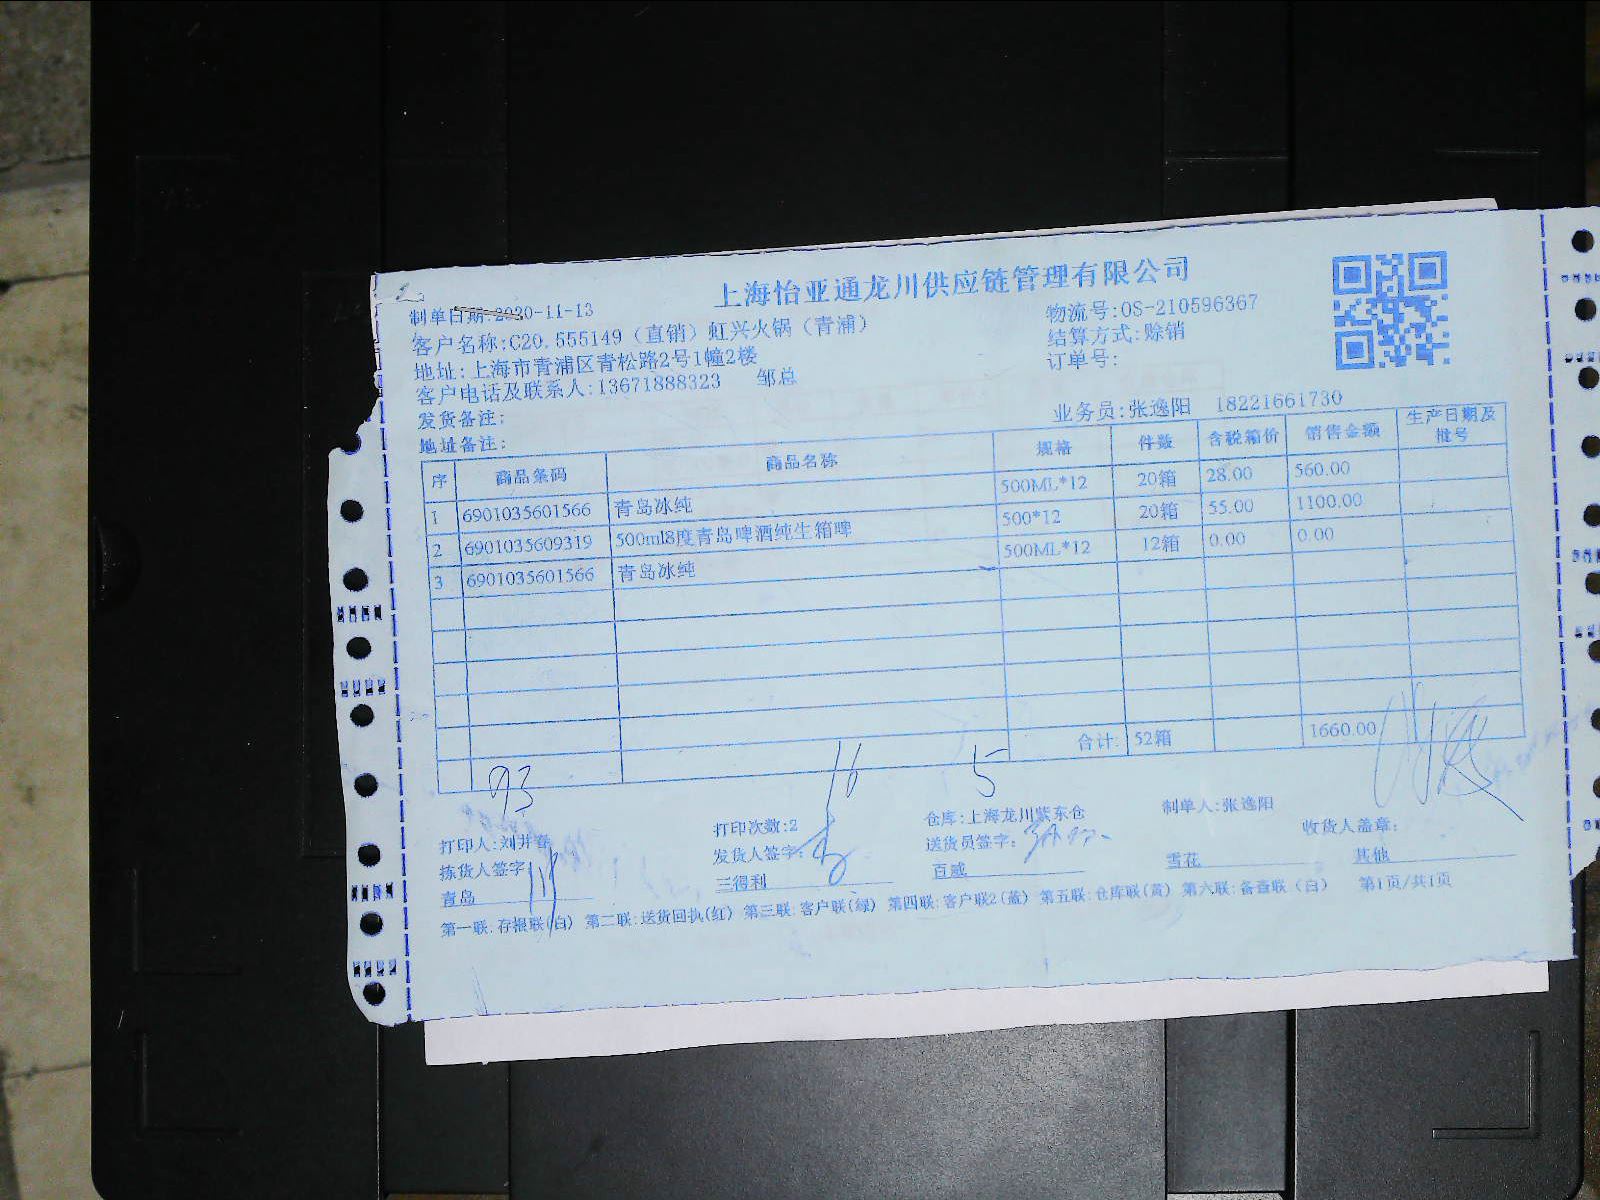 上海怡亚通龙川供应链管理有限公司
制单日期:2020-11-13
物流号:OS-210596367
客户名称:C20.555149（直销）虹兴火锅（青浦）
结算方式:赊销
地址:上海市青浦区青松路2号1幢2楼
订单号:
客户电话及联系人:13671888323 邹总
发货备注:
业务员:张逸阳 18221661730
地址备注:
序 商品条码 商品名称 规格 件数 含税箱价 销售金额 生产日期及批号
1 6901035601566 青岛冰纯 500ML*12 20箱 28.00 560.00
2 6901035609319 500ml8度青岛啤酒纯生箱啤 500*12 20箱 55.00 1100.00
3 6901035601566 青岛冰纯 500ML*12 12箱 0.00 0.00
合计: 52箱 1660.00
93 16 5
打印人:刘井春 打印次数:2 仓库:上海龙川紫东仓 制单人:张逸阳
拣货人签字: 发货人签字: 送货员签字: 收货人盖章:
青岛 三得利 百威 雪花 其他
第一联:存根联(白) 第二联:送货回执(红) 第三联:客户联(绿) 第四联:客户联2(蓝) 第五联:仓库联(黄) 第六联:备查联(白) 第1页/共1页